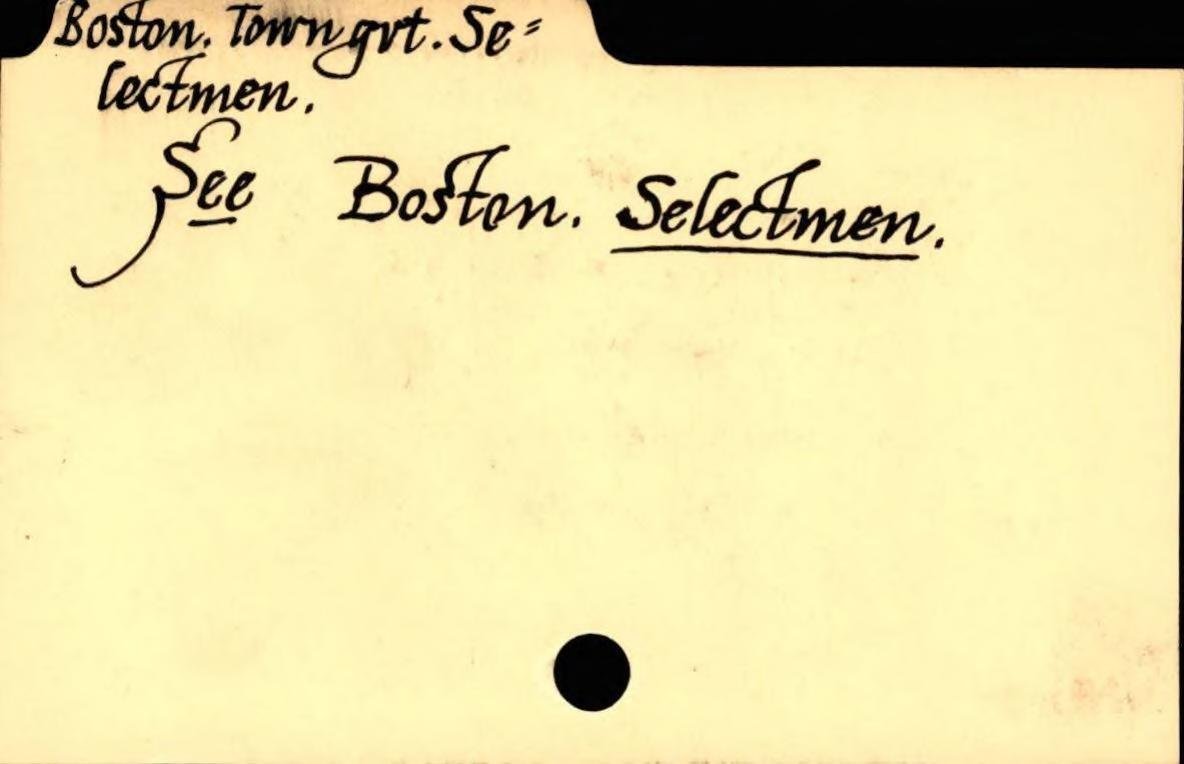 Boston. Town gvt. Se=
lectmen.
See Boston. Selectmen.